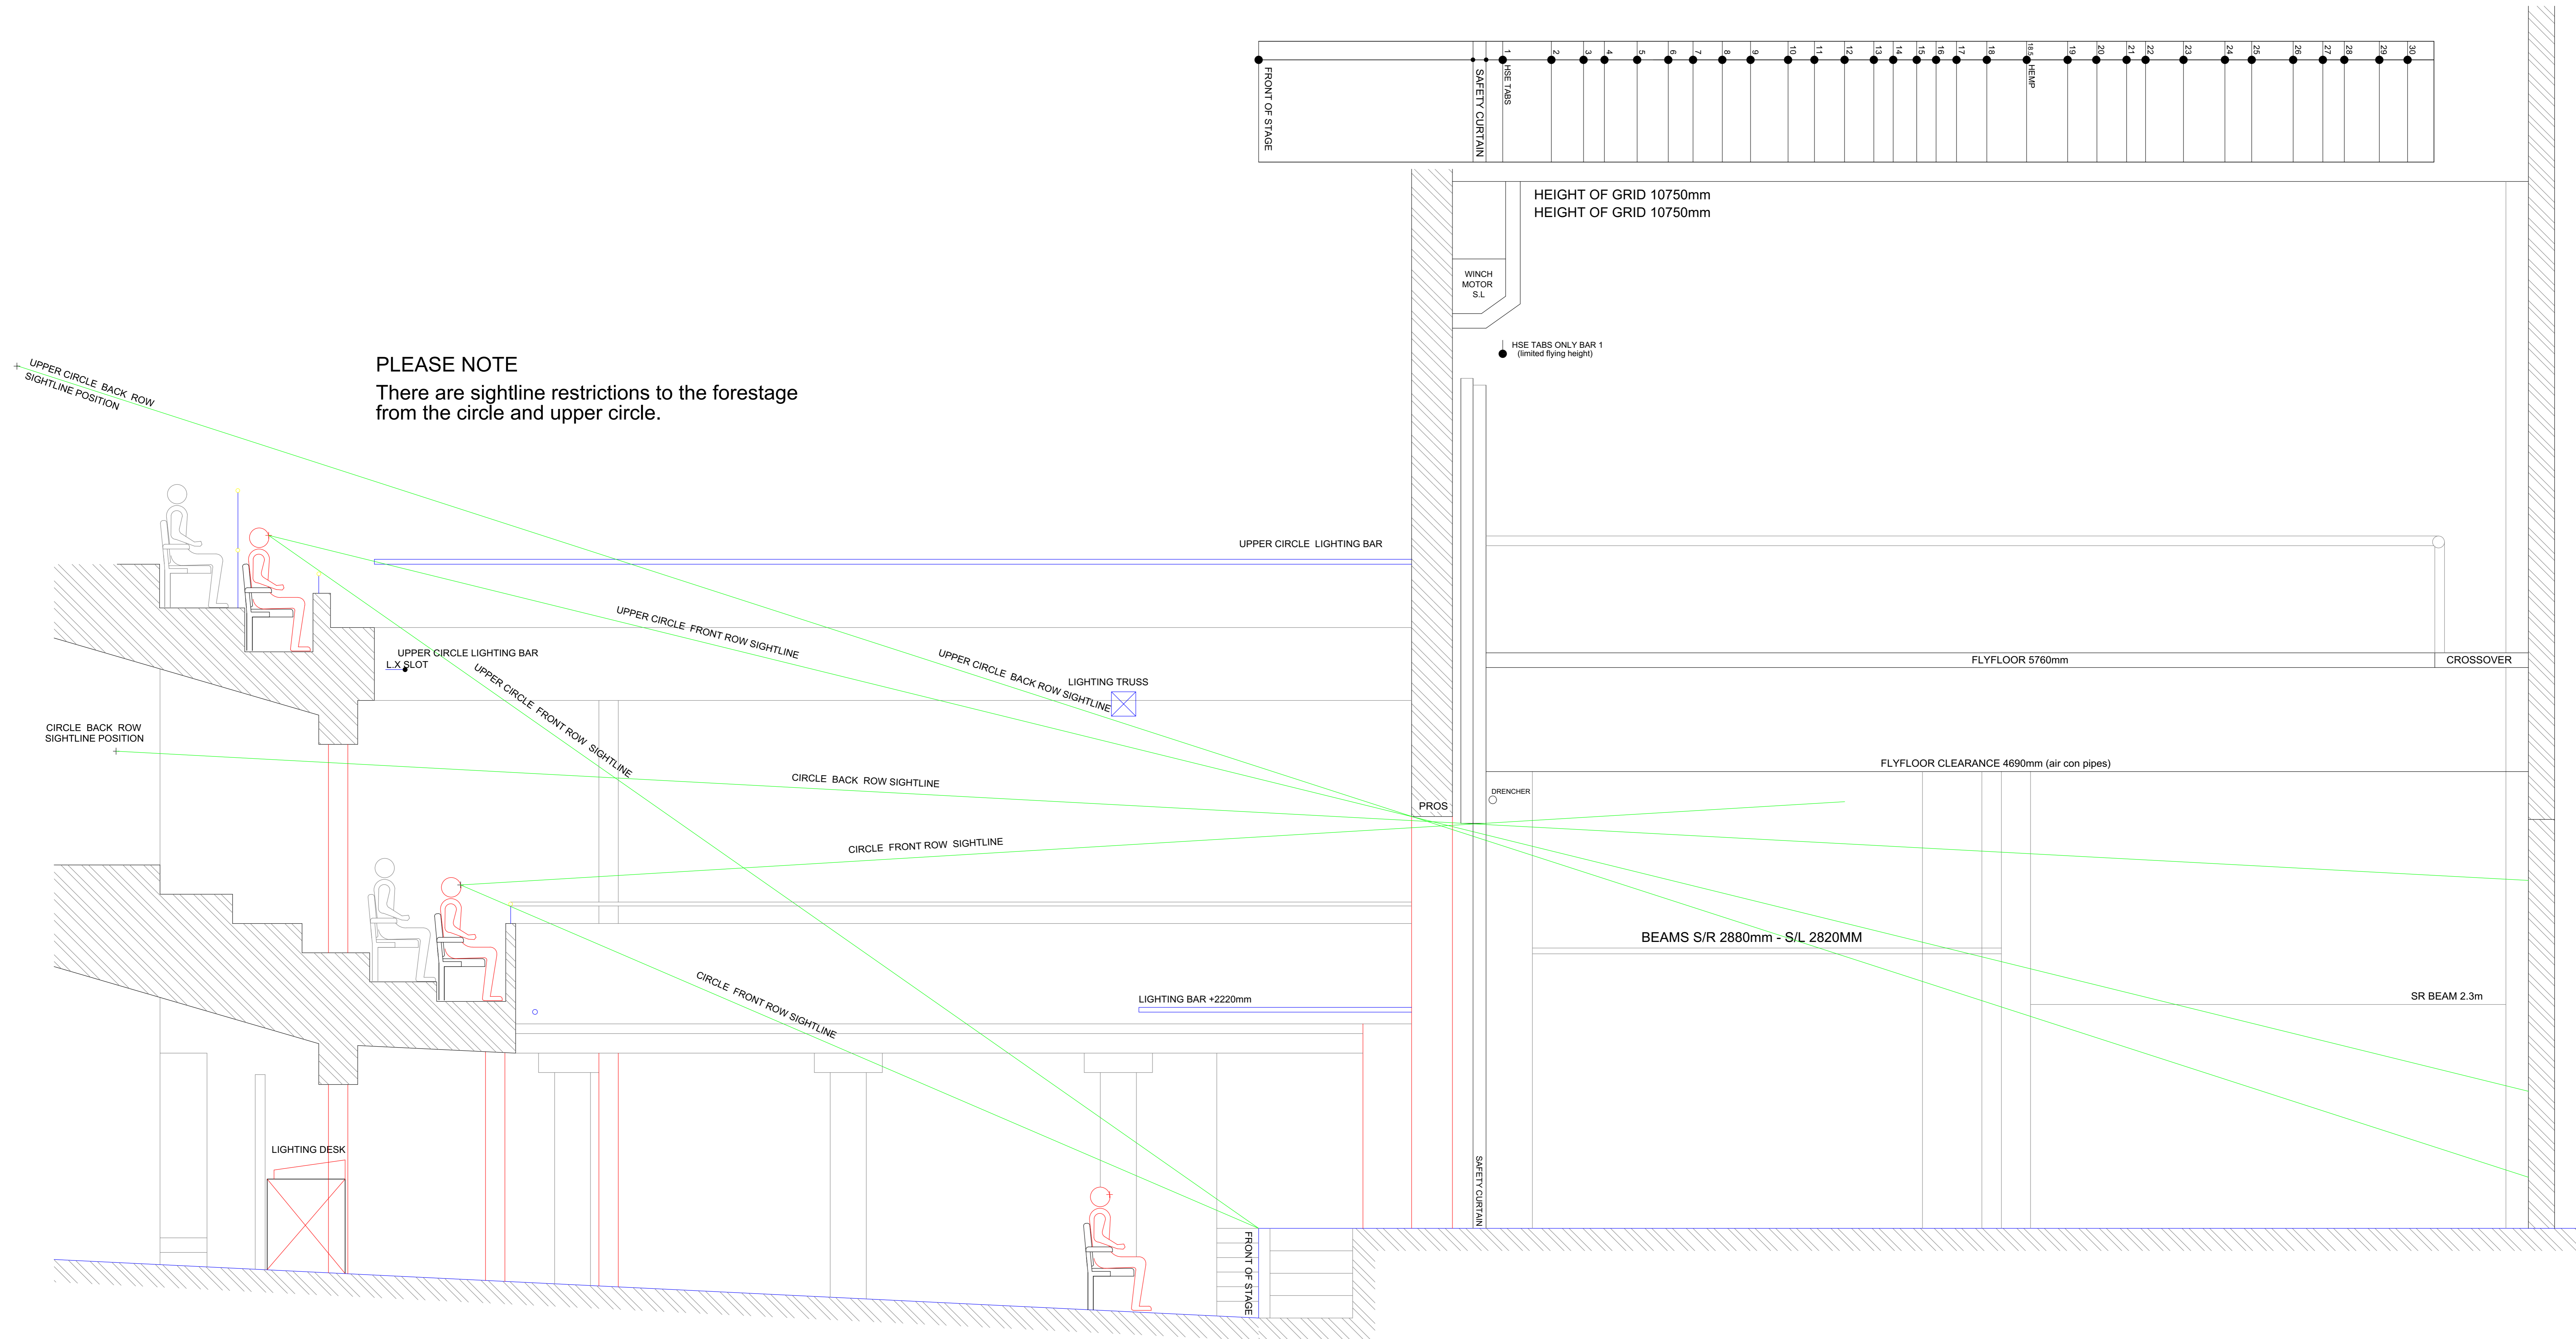 1 2 3 4 5 6 7 8 9 10 11 12 13 14 15 16 17 18 18.5 19 20 21 22 23 24 25 26 27 28 29 30
FRONT OF STAGE
SAFETY CURTAIN
HSE TABS
HEMP
HEIGHT OF GRID 10750mm
HEIGHT OF GRID 10750mm
WINCH
MOTOR
S.L
HSE TABS ONLY BAR 1
(limited flying height)
PLEASE NOTE
There are sightline restrictions to the forestage
from the circle and upper circle.
UPPER CIRCLE BACK ROW
SIGHTLINE POSITION
UPPER CIRCLE LIGHTING BAR
UPPER CIRCLE FRONT ROW SIGHTLINE
UPPER CIRCLE BACK ROW SIGHTLINE
UPPER CIRCLE LIGHTING BAR
L.X SLOT
UPPER CIRCLE FRONT ROW SIGHTLINE
LIGHTING TRUSS
FLYFLOOR 5760mm
CROSSOVER
CIRCLE BACK ROW
SIGHTLINE POSITION
CIRCLE BACK ROW SIGHTLINE
FLYFLOOR CLEARANCE 4690mm (air con pipes)
DRENCHER
PROS
CIRCLE FRONT ROW SIGHTLINE
BEAMS S/R 2880mm - S/L 2820MM
CIRCLE FRONT ROW SIGHTLINE
LIGHTING BAR +2220mm
SR BEAM 2.3m
LIGHTING DESK
SAFETY CURTAIN
FRONT OF STAGE